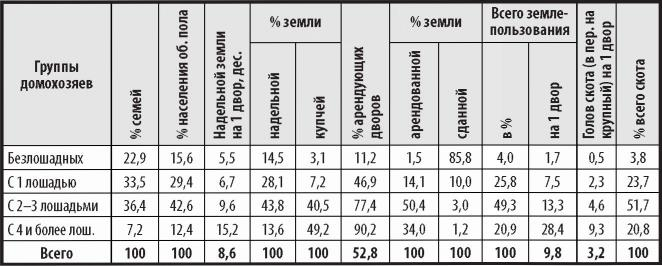 Группы домохозяев | % семей | % населения об. пола | Надельной земли на 1 двор, дес. | % земли: надельной | % земли: купчей | % арендующих дворов | % земли: арендованной | % земли: сданной | Всего земле-пользования: в % | Всего земле-пользования: на 1 двор | Голов скота (в пер. на крупный) на 1 двор | % всего скота
Безлошадных | 22,9 | 15,6 | 5,5 | 14,5 | 3,1 | 11,2 | 1,5 | 85,8 | 4,0 | 1,7 | 0,5 | 3,8
С 1 лошадью | 33,5 | 29,4 | 6,7 | 28,1 | 7,2 | 46,9 | 14,1 | 10,0 | 25,8 | 7,5 | 2,3 | 23,7
С 2–3 лошадьми | 36,4 | 42,6 | 9,6 | 43,8 | 40,5 | 77,4 | 50,4 | 3,0 | 49,3 | 13,3 | 4,6 | 51,7
С 4 и более лош. | 7,2 | 12,4 | 15,2 | 13,6 | 49,2 | 90,2 | 34,0 | 1,2 | 20,9 | 28,4 | 9,3 | 20,8
Всего | 100 | 100 | 8,6 | 100 | 100 | 52,8 | 100 | 100 | 100 | 9,8 | 3,2 | 100